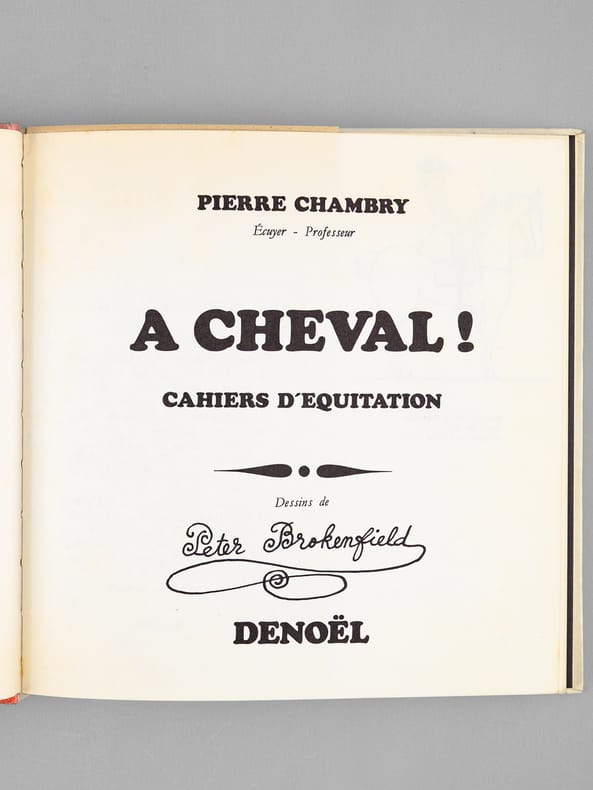 PIERRE CHAMBRY
Écuyer - Professeur
A CHEVAL !
CAHIERS D'EQUITATION
Dessins de
Peter Brokenfield
DENOËL